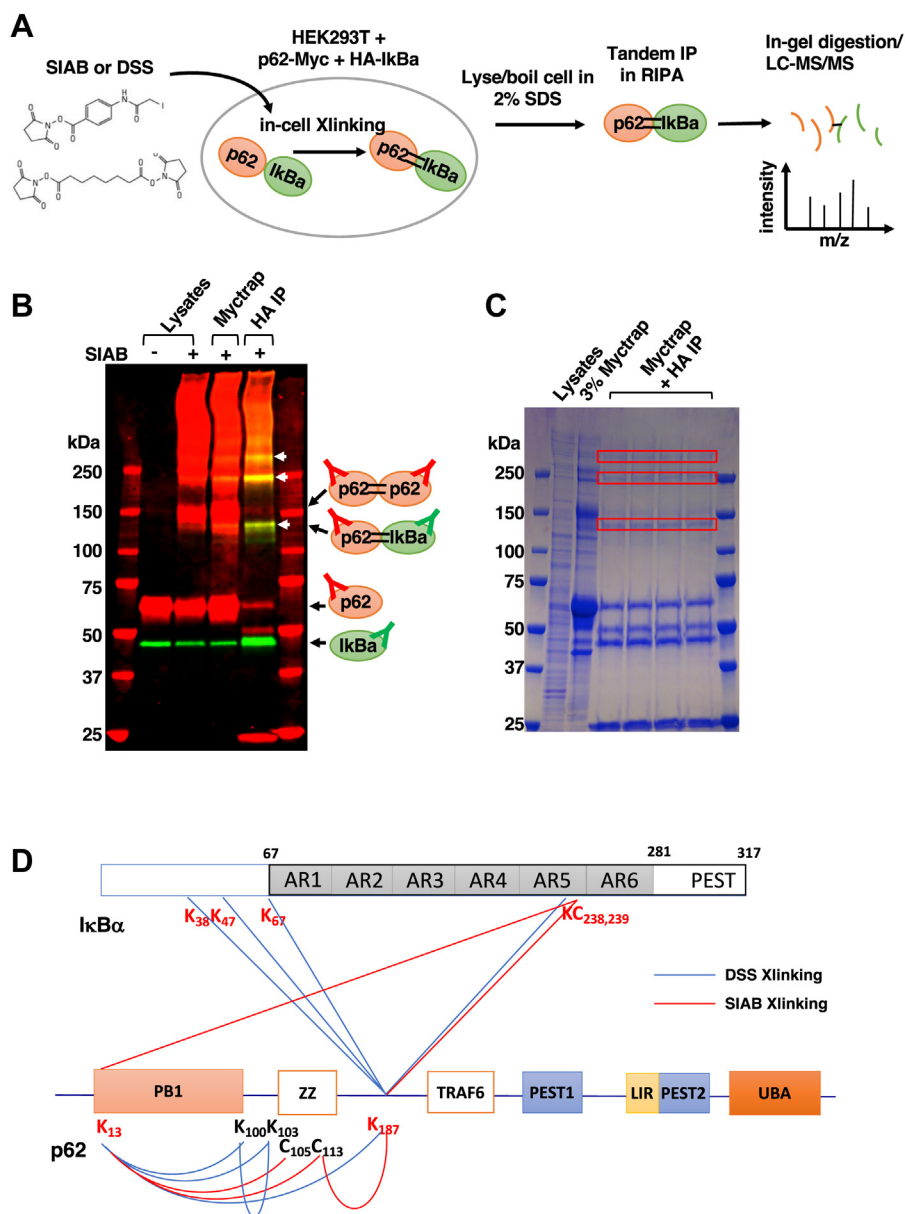 A
SIAB or DSS
HEK293T +
p62-Myc + HA-IkBa
in-cell Xlinking
p62
IkBa
p62
IkBa
Lyse/boil cell in
2% SDS
Tandem IP
in RIPA
p62
IkBa
In-gel digestion/
LC-MS/MS
intensity
m/z
O
N
O
O
O
H
N
O
I
O
N
O
O
O
O
O
N
O
O
B
Lysates
Myctrap
HA IP
SIAB
- + + +
kDa
250
150
100
75
50
37
25
p62 p62
p62 IkBa
p62
IkBa
C
Lysates
3% Myctrap
Myctrap
+ HA IP
kDa
250
150
100
75
50
37
25
D
67 281 317
AR1 AR2 AR3 AR4 AR5 AR6 PEST
IκBα
K38K47 K67 KC238,239
DSS Xlinking
SIAB Xlinking
PB1 ZZ TRAF6 PEST1 LIR PEST2 UBA
K13 K100K103 K187
C105C113
p62